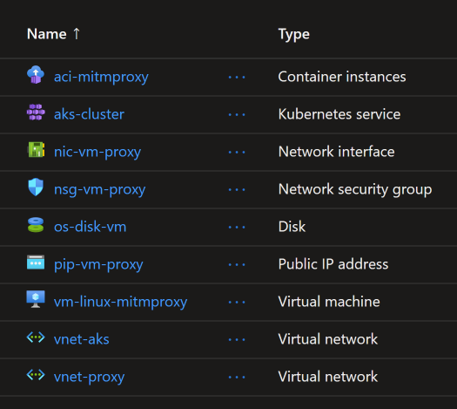 Name ↑ Type
aci-mitmproxy ... Container instances
aks-cluster ... Kubernetes service
nic-vm-proxy ... Network interface
nsg-vm-proxy ... Network security group
os-disk-vm ... Disk
pip-vm-proxy ... Public IP address
vm-linux-mitmproxy ... Virtual machine
vnet-aks ... Virtual network
vnet-proxy ... Virtual network